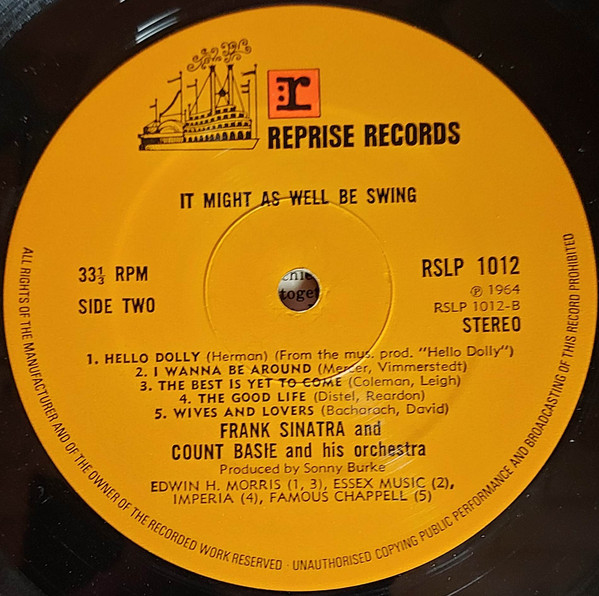 r
REPRISE RECORDS
IT MIGHT AS WELL BE SWING
33⅓ RPM
SIDE TWO
RSLP 1012
℗ 1964
RSLP 1012-B
STEREO
toget
1. HELLO DOLLY (Herman) (From the mus. prod. "Hello Dolly")
2. I WANNA BE AROUND (Mercer, Vimmerstedt)
3. THE BEST IS YET TO COME (Coleman, Leigh)
4. THE GOOD LIFE (Distel, Reardon)
5. WIVES AND LOVERS (Bacharach, David)
FRANK SINATRA and
COUNT BASIE and his orchestra
Produced by Sonny Burke
EDWIN H. MORRIS (1, 3), ESSEX MUSIC (2),
IMPERIA (4), FAMOUS CHAPPELL (5)
ALL RIGHTS OF THE MANUFACTURER AND OF THE OWNER OF THE RECORDED WORK RESERVED · UNAUTHORISED COPYING PUBLIC PERFORMANCE AND BROADCASTING OF THIS RECORD PROHIBITED